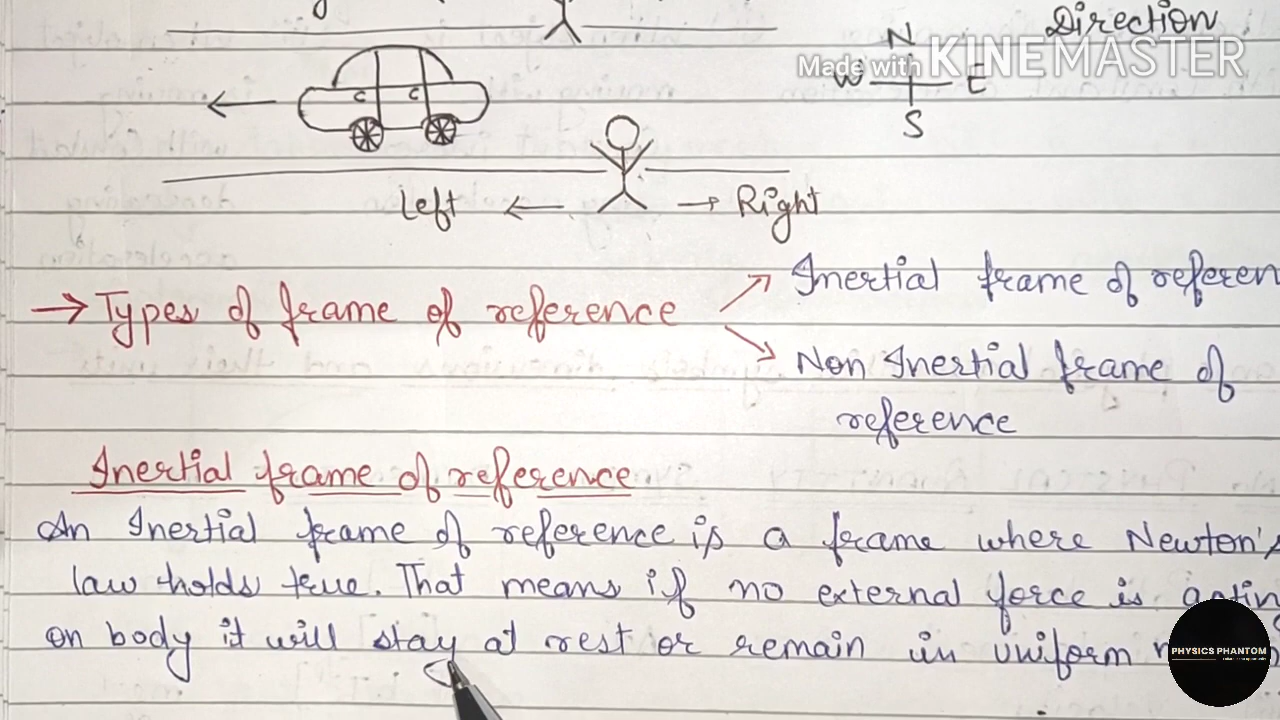 Direction
N
Made with KINEMASTER
W E
S
Left Right
Inertial frame of referen
→ Types of frame of reference
Non Inertial frame of
reference
Inertial frame of reference
An Inertial frame of reference is a frame where Newton's
law holds true. That means if no external force is acting
on body it will stay at rest or remain in uniform
PHYSICS PHANTOM